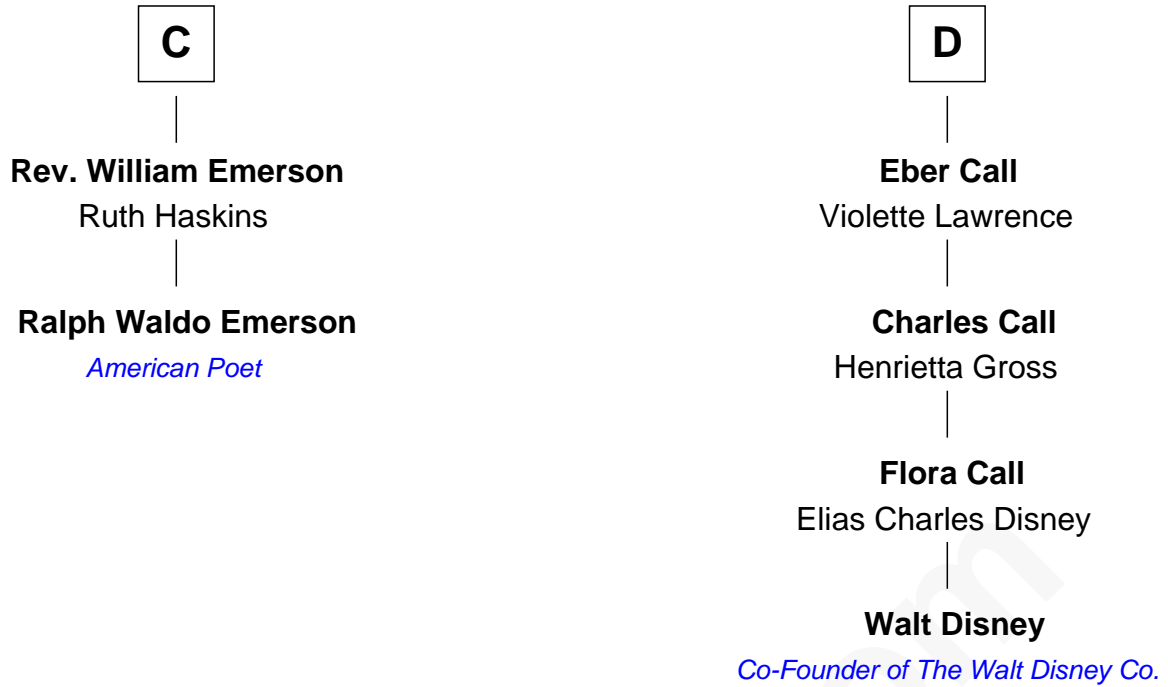 C
Rev. William Emerson
Ruth Haskins
Ralph Waldo Emerson
American Poet
D
Eber Call
Violette Lawrence
Charles Call
Henrietta Gross
Flora Call
Elias Charles Disney
Walt Disney
Co-Founder of The Walt Disney Co.